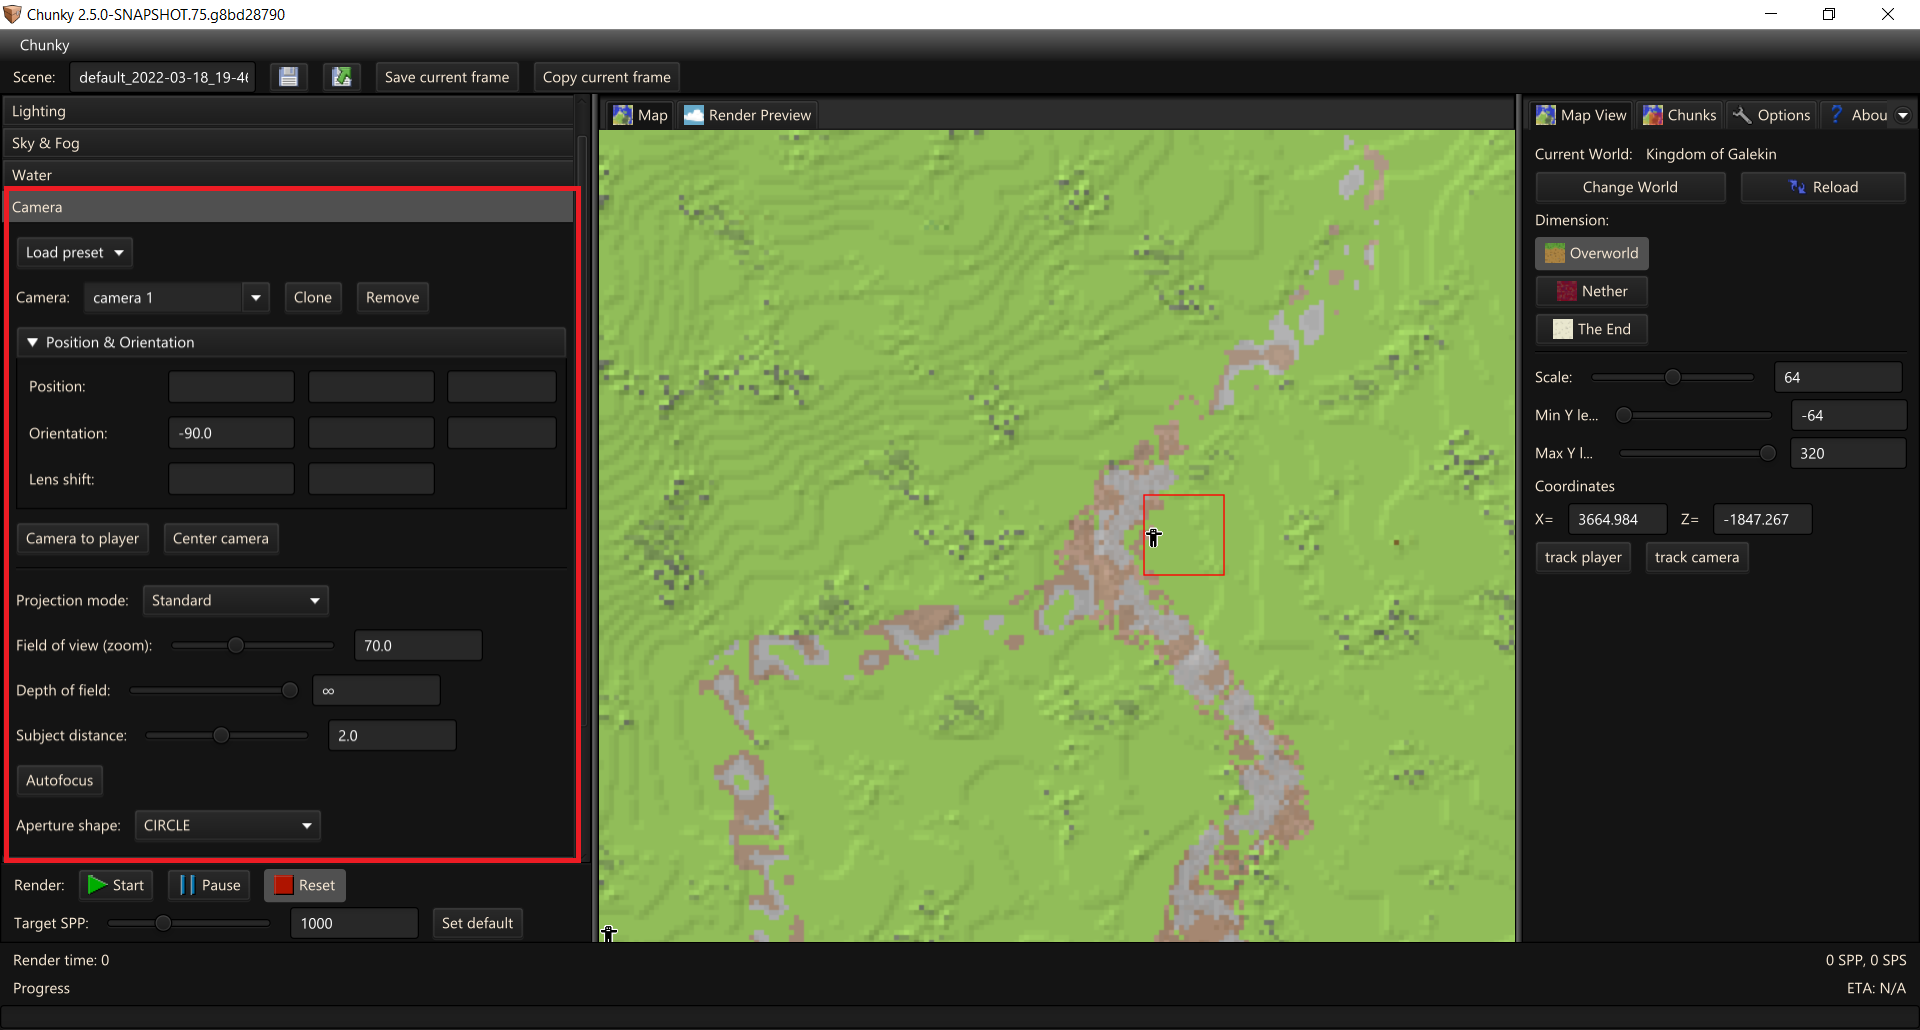 Chunky 2.5.0-SNAPSHOT.75.g8bd28790
Chunky
Scene: default_2022-03-18_19-4 Save current frame Copy current frame
Lighting
Sky & Fog
Water
Camera
Load preset
Camera: camera 1 Clone Remove
Position & Orientation
Position:
Orientation: -90.0
Lens shift:
Camera to player Center camera
Projection mode: Standard
Field of view (zoom): 70.0
Depth of field: ∞
Subject distance: 2.0
Autofocus
Aperture shape: CIRCLE
Render: Start Pause Reset
Target SPP: 1000 Set default
Render time: 0
Progress
Map Render Preview
Map View Chunks Options ? Abou
Current World: Kingdom of Galekin
Change World Reload
Dimension:
Overworld
Nether
The End
Scale: 64
Min Y le... -64
Max Y l... 320
Coordinates
X= 3664.984 Z= -1847.267
track player track camera
0 SPP, 0 SPS
ETA: N/A